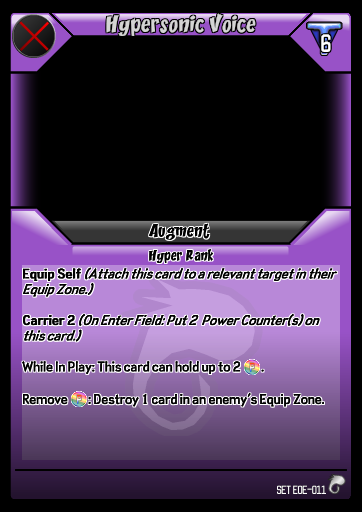 Hypersonic Voice
6
Augment
Hyper Rank
Equip Self (Attach this card to a relevant target in their
Equip Zone.)
Carrier 2 (On Enter Field: Put 2 Power Counter(s) on
this card.)
While In Play: This card can hold up to 2 P.
Remove P: Destroy 1 card in an enemy's Equip Zone.
SET EOE-011